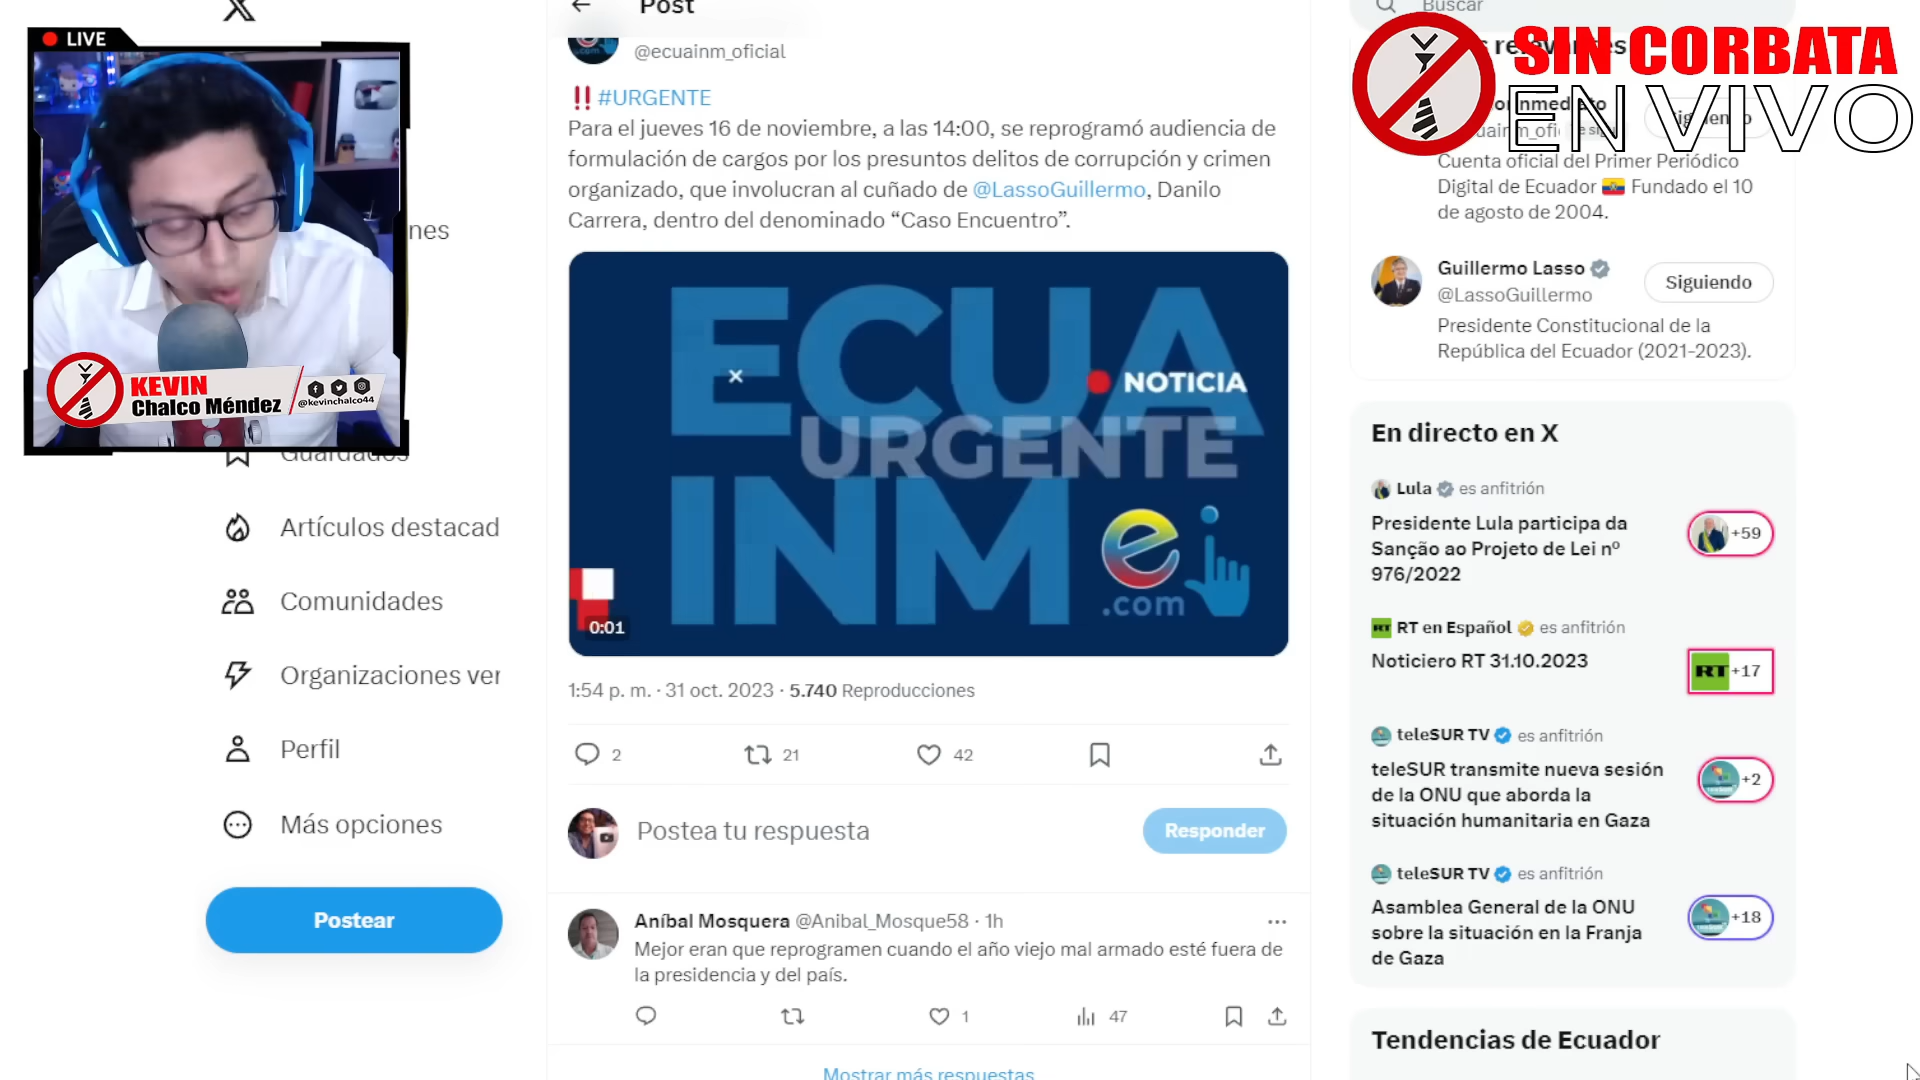 LIVE
KEVIN
Chalco Méndez
@kevinchalco44
nes
Guardados
Artículos destacad
Comunidades
Organizaciones ver
Perfil
Más opciones
Postear
Post
@ecuainm_oficial
‼️ #URGENTE
Para el jueves 16 de noviembre, a las 14:00, se reprogramó audiencia de
formulación de cargos por los presuntos delitos de corrupción y crimen
organizado, que involucran al cuñado de @LassoGuillermo, Danilo
Carrera, dentro del denominado “Caso Encuentro”.
ECUA
NOTICIA
URGENTE
INM
e
.com
0:01
1:54 p. m. · 31 oct. 2023 · 5.740 Reproducciones
2
21
42
Postea tu respuesta
Responder
Aníbal Mosquera @Anibal_Mosque58 · 1h
Mejor eran que reprogramen cuando el año viejo mal armado esté fuera de
la presidencia y del país.
1
47
Mostrar más respuestas
Buscar
SIN CORBATA
EN VIVO
Siguiendo
Cuenta oficial del Primer Periódico
Digital de Ecuador 🇪🇨 Fundado el 10
de agosto de 2004.
Guillermo Lasso
@LassoGuillermo
Siguiendo
Presidente Constitucional de la
República del Ecuador (2021-2023).
En directo en X
Lula es anfitrión
Presidente Lula participa da
Sanção ao Projeto de Lei nº
976/2022
+59
RT en Español es anfitrión
Noticiero RT 31.10.2023
RT +17
teleSUR TV es anfitrión
teleSUR transmite nueva sesión
de la ONU que aborda la
situación humanitaria en Gaza
+2
teleSUR TV es anfitrión
Asamblea General de la ONU
sobre la situación en la Franja
de Gaza
+18
Tendencias de Ecuador